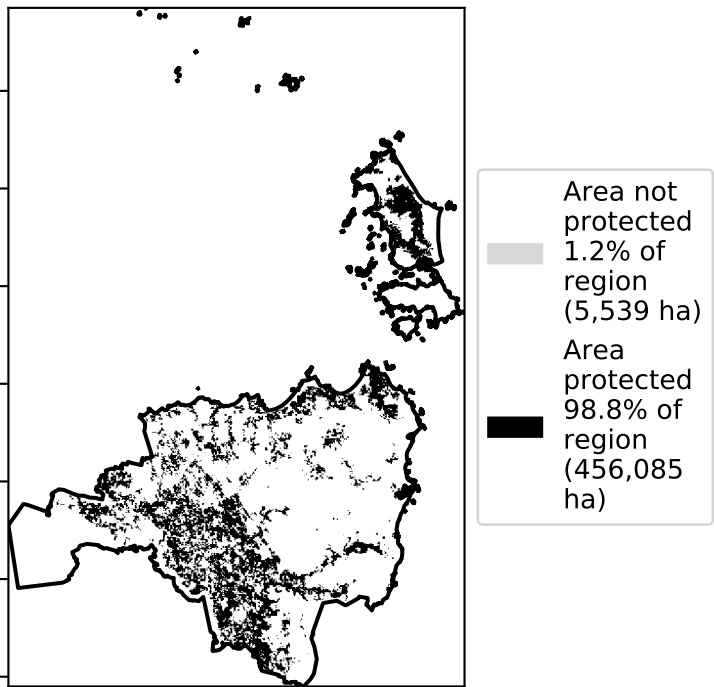 Area not
protected
1.2% of
region
(5,539 ha)
Area
protected
98.8% of
region
(456,085
ha)